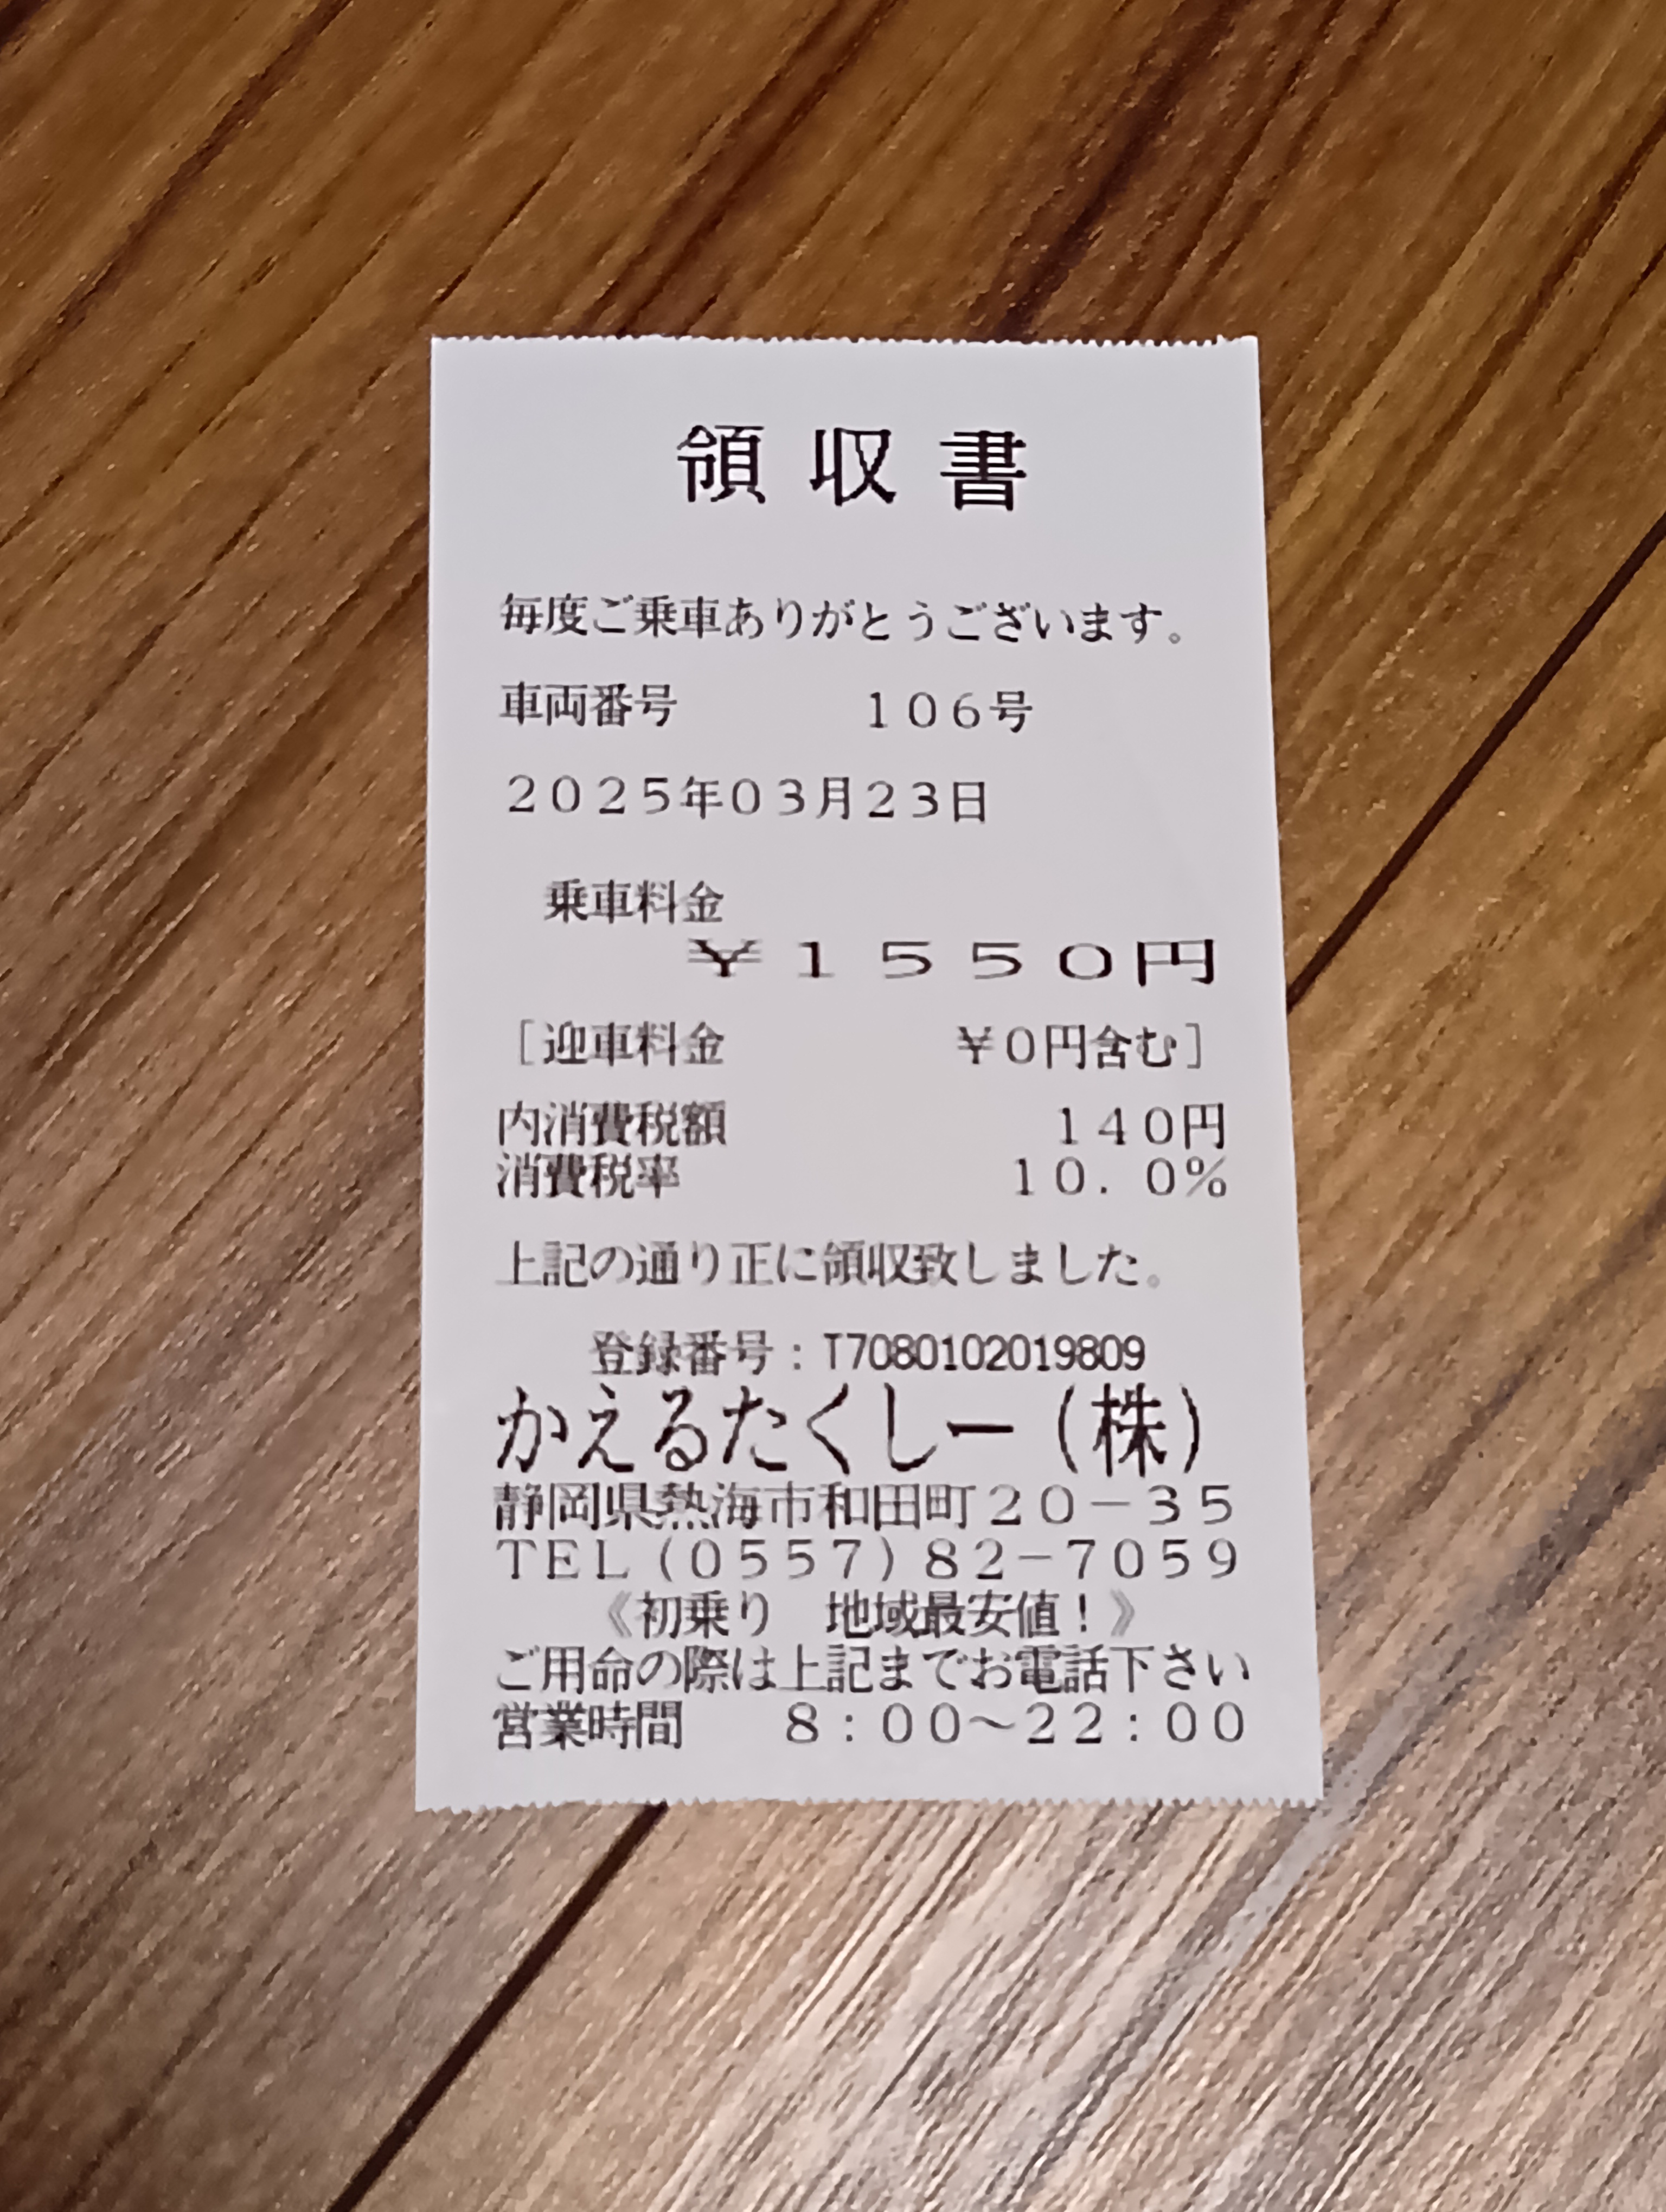 領収書
毎度ご乗車ありがとうございます。
車両番号　　　　１０６号
２０２５年０３月２３日
乗車料金
￥１５５０円
［迎車料金　　　　　￥０円含む］
内消費税額　　　　　　　１４０円
消費税率　　　　　　　１０．０％
上記の通り正に領収致しました。
登録番号：T7080102019809
かえるたくしー（株）
静岡県熱海市和田町２０－３５
ＴＥＬ（０５５７）８２－７０５９
《初乗り　地域最安値！》
ご用命の際は上記までお電話下さい
営業時間　　８：００～２２：００